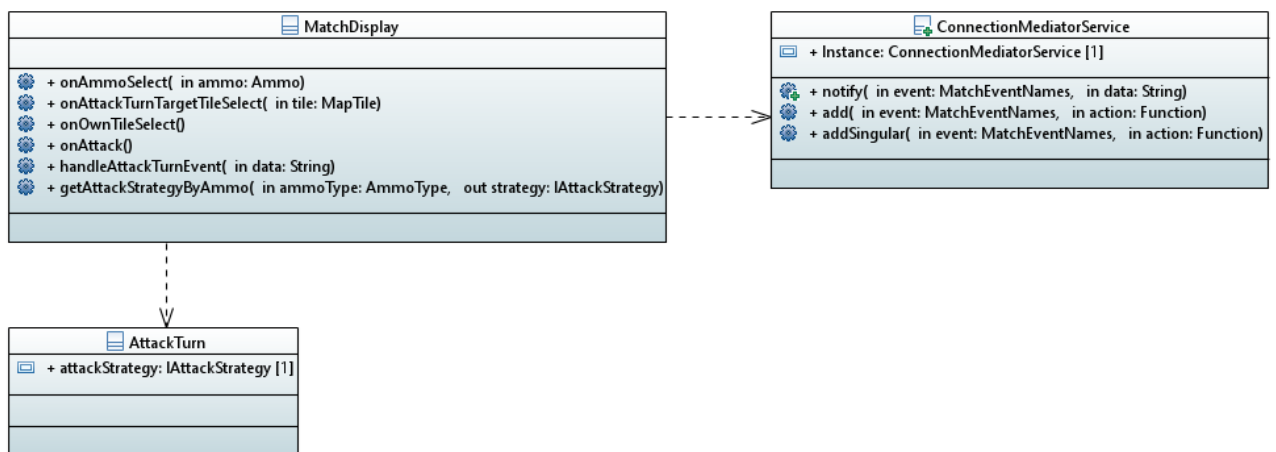 MatchDisplay
+ onAmmoSelect( in ammo: Ammo)
+ onAttackTurnTargetTileSelect( in tile: MapTile)
+ onOwnTileSelect()
+ onAttack()
+ handleAttackTurnEvent( in data: String)
+ getAttackStrategyByAmmo( in ammoType: AmmoType, out strategy: IAttackStrategy)
ConnectionMediatorService
+ Instance: ConnectionMediatorService [1]
+ notify( in event: MatchEventNames, in data: String)
+ add( in event: MatchEventNames, in action: Function)
+ addSingular( in event: MatchEventNames, in action: Function)
AttackTurn
+ attackStrategy: IAttackStrategy [1]